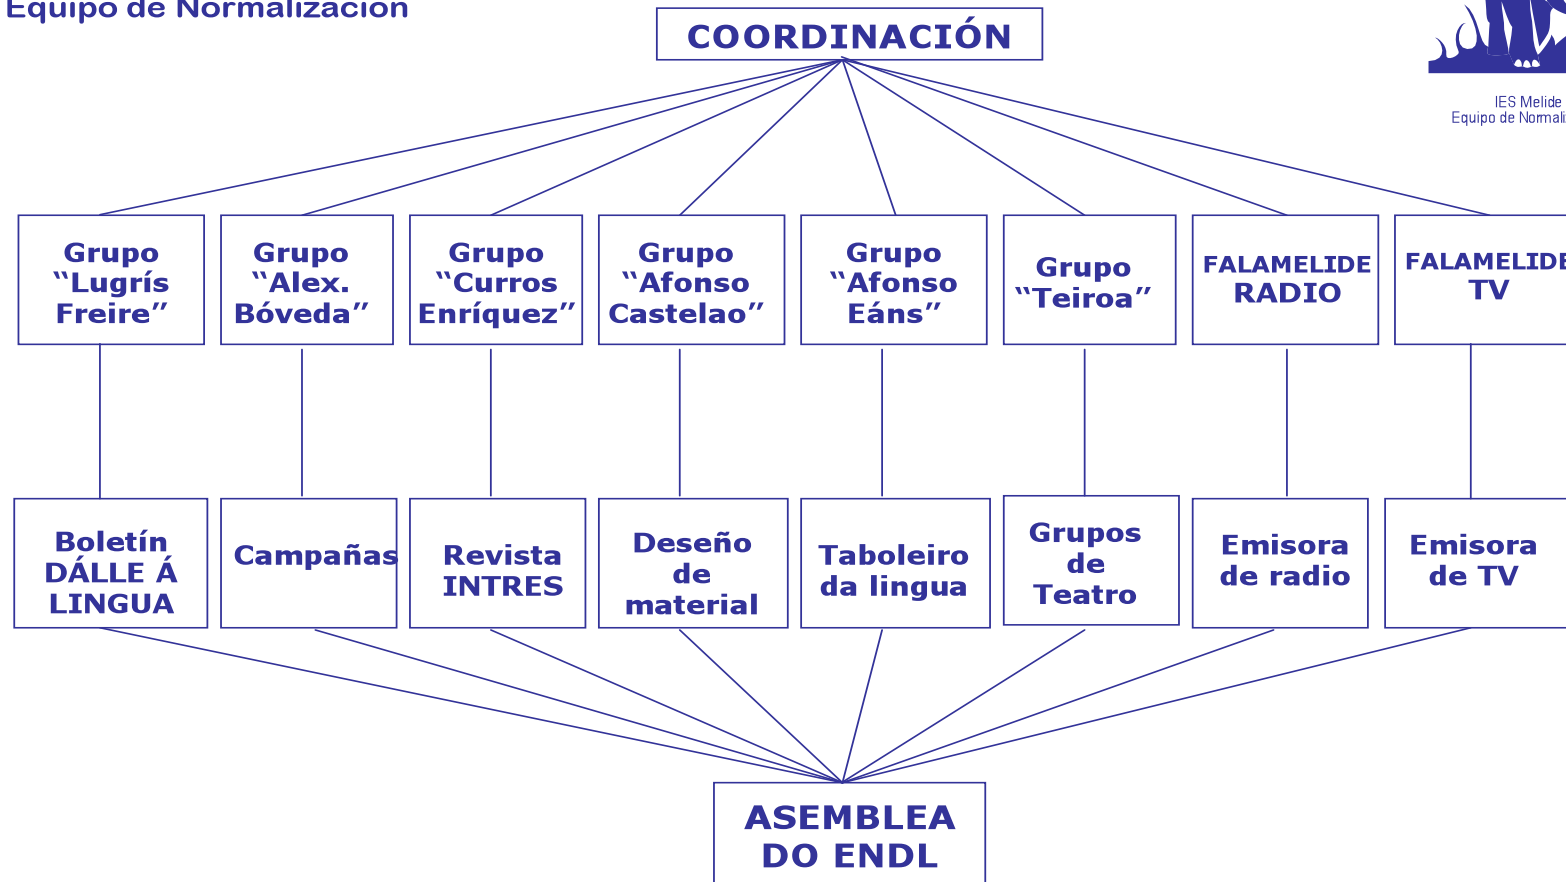 Equipo de Normalización
COORDINACIÓN
IES Melide
Equipo de
Grupo
“Lugrís
Freire”
Grupo
“Alex.
Bóveda”
Grupo
“Curros
Enríquez”
Grupo
“Afonso
Castelao”
Grupo
“Afonso
Eáns”
Grupo
“Teiroa”
FALAMELIDE
RADIO
FALAMELIDE
TV
Boletín
DÁLLE Á
LINGUA
Campañas
Revista
INTRES
Deseño
de
material
Taboleiro
da lingua
Grupos
de
Teatro
Emisora
de radio
Emisora
de TV
ASEMBLEA
DO ENDL